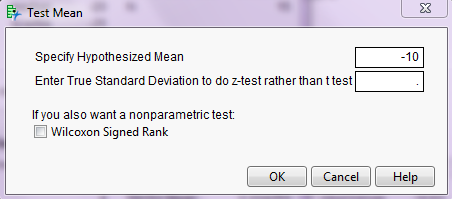 Test Mean
Specify Hypothesized Mean -10
Enter True Standard Deviation to do z-test rather than t test .
If you also want a nonparametric test:
Wilcoxon Signed Rank
OK Cancel Help